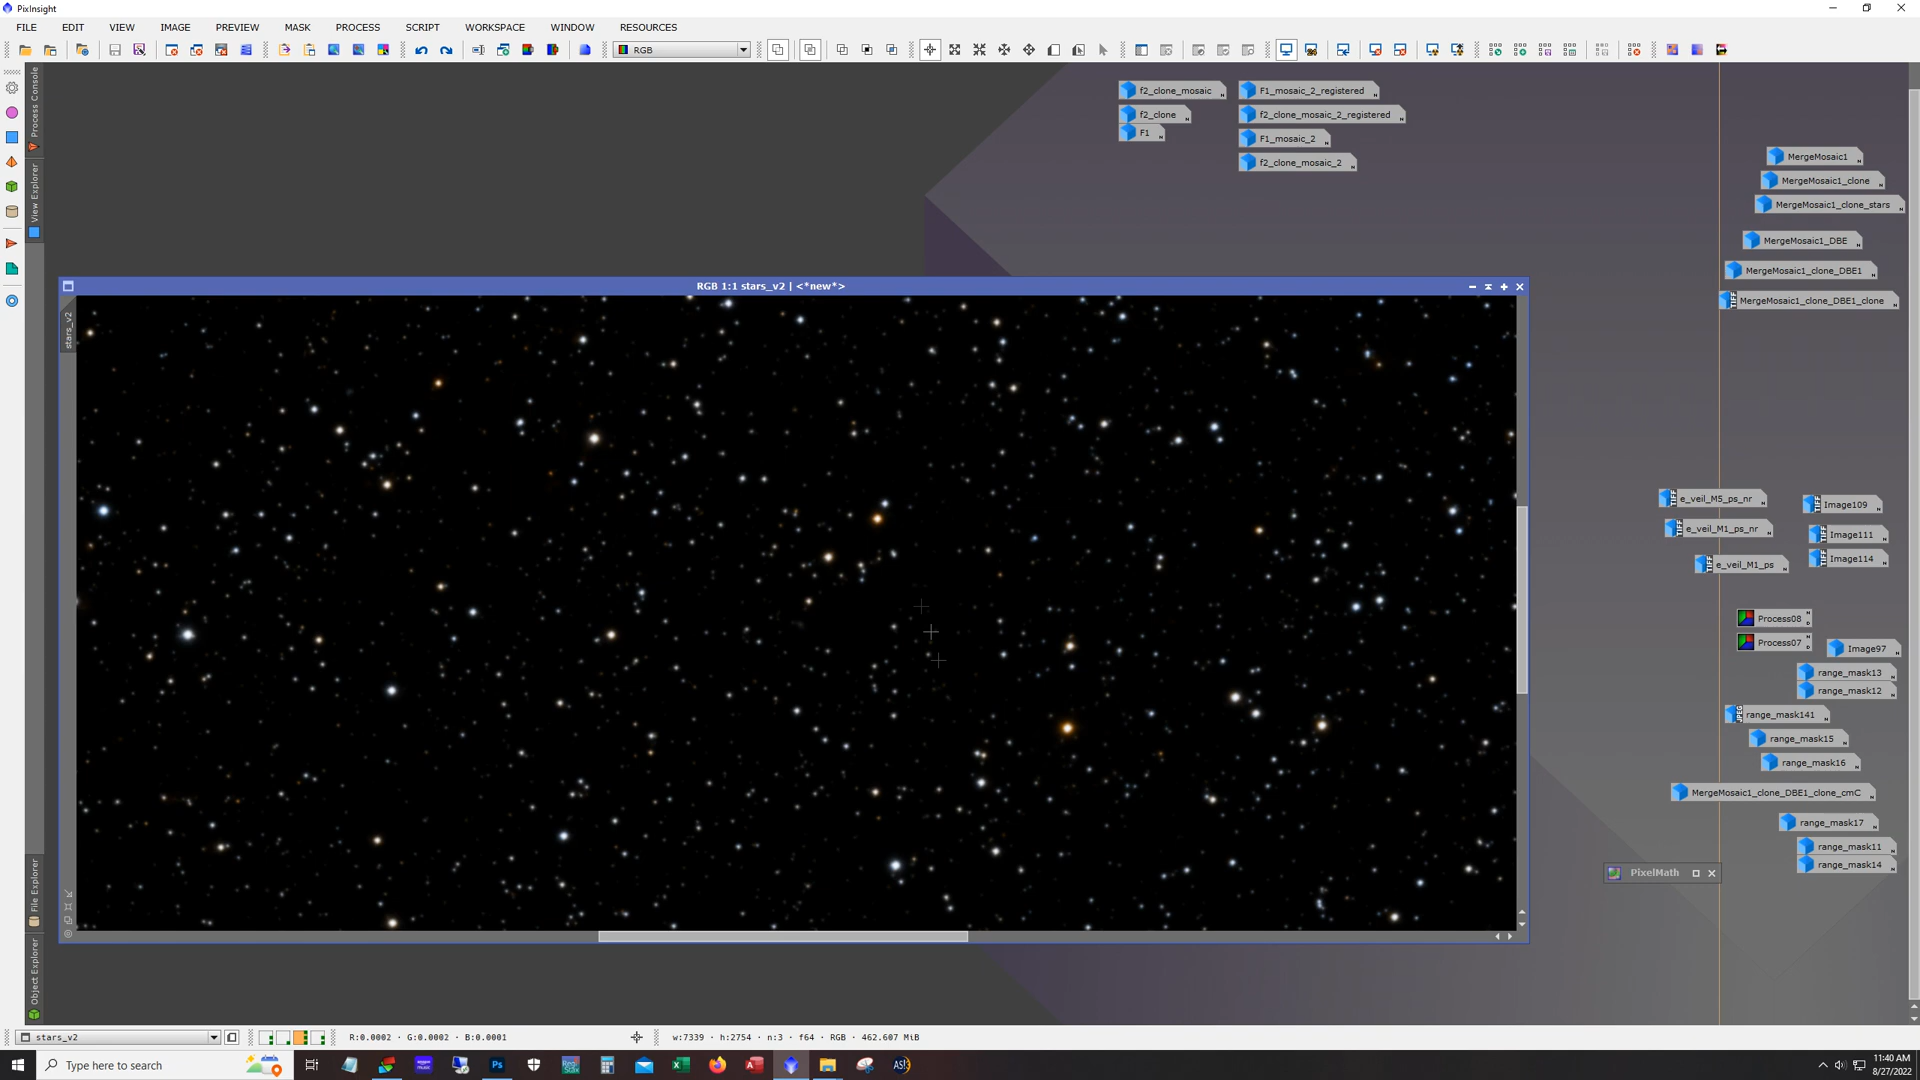 PixInsight
FILE EDIT VIEW IMAGE PREVIEW MASK PROCESS SCRIPT WORKSPACE WINDOW RESOURCES
RGB
Process Console
View Explorer
File Explorer
Object Explorer
f2_clone_mosaic
f2_clone
F1
F1_mosaic_2_registered
f2_clone_mosaic_2_registered
F1_mosaic_2
f2_clone_mosaic_2
MergeMosaic1
MergeMosaic1_clone
MergeMosaic1_clone_stars
MergeMosaic1_DBE
MergeMosaic1_clone_DBE1
MergeMosaic1_clone_DBE1_clone
RGB 1:1 stars_v2 | <*new*>
stars_v2
e_veil_M5_ps_nr
e_veil_M1_ps_nr
e_veil_M1_ps
Image109
Image111
Image114
Process08
Process07
Image97
range_mask13
range_mask12
range_mask141
range_mask15
range_mask16
MergeMosaic1_clone_DBE1_clone_cmC
range_mask17
range_mask11
range_mask14
PixelMath
stars_v2
R:0.0002 · G:0.0002 · B:0.0001
w:7339 · h:2754 · n:3 · f64 · RGB · 462.607 MiB
Type here to search
Ps
11:40 AM
8/27/2022